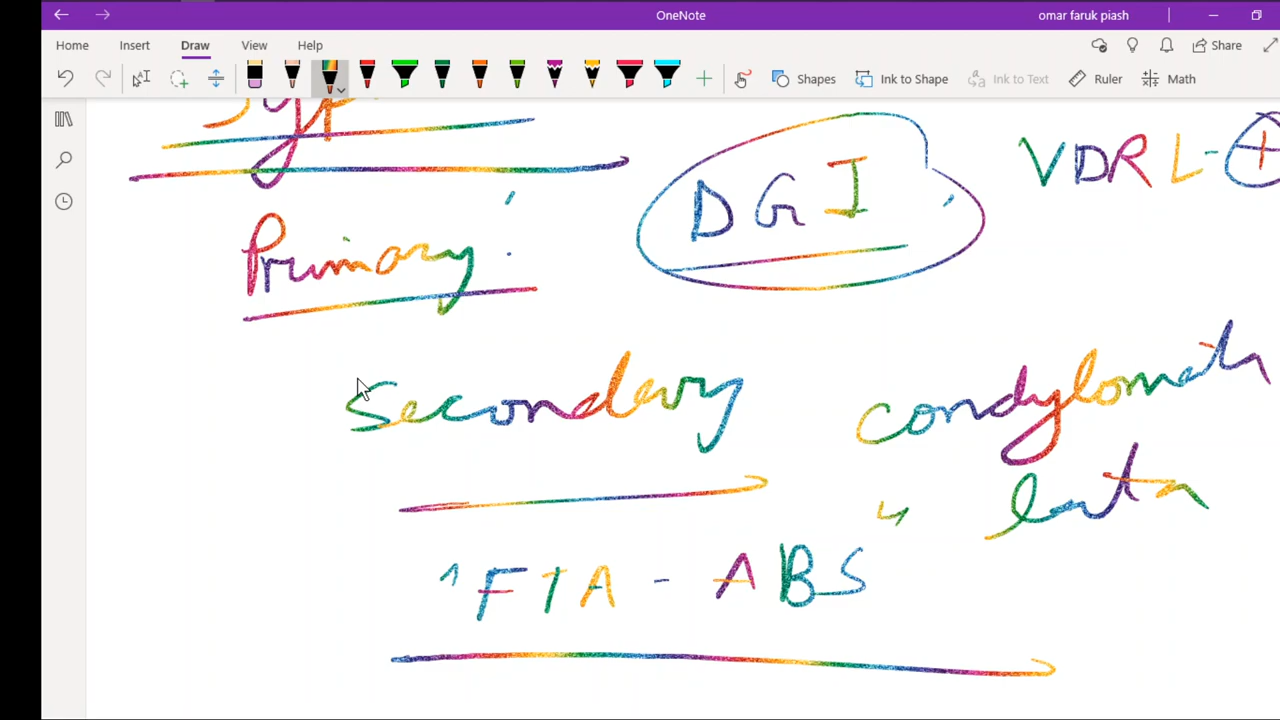 OneNote
omar faruk piash
Home Insert Draw View Help
Share
Shapes Ink to Shape Ink to Text Ruler Math
Syp
DGI
VDRL- +
Primary
Secondary
condylomata
lata
"FTA - ABS"